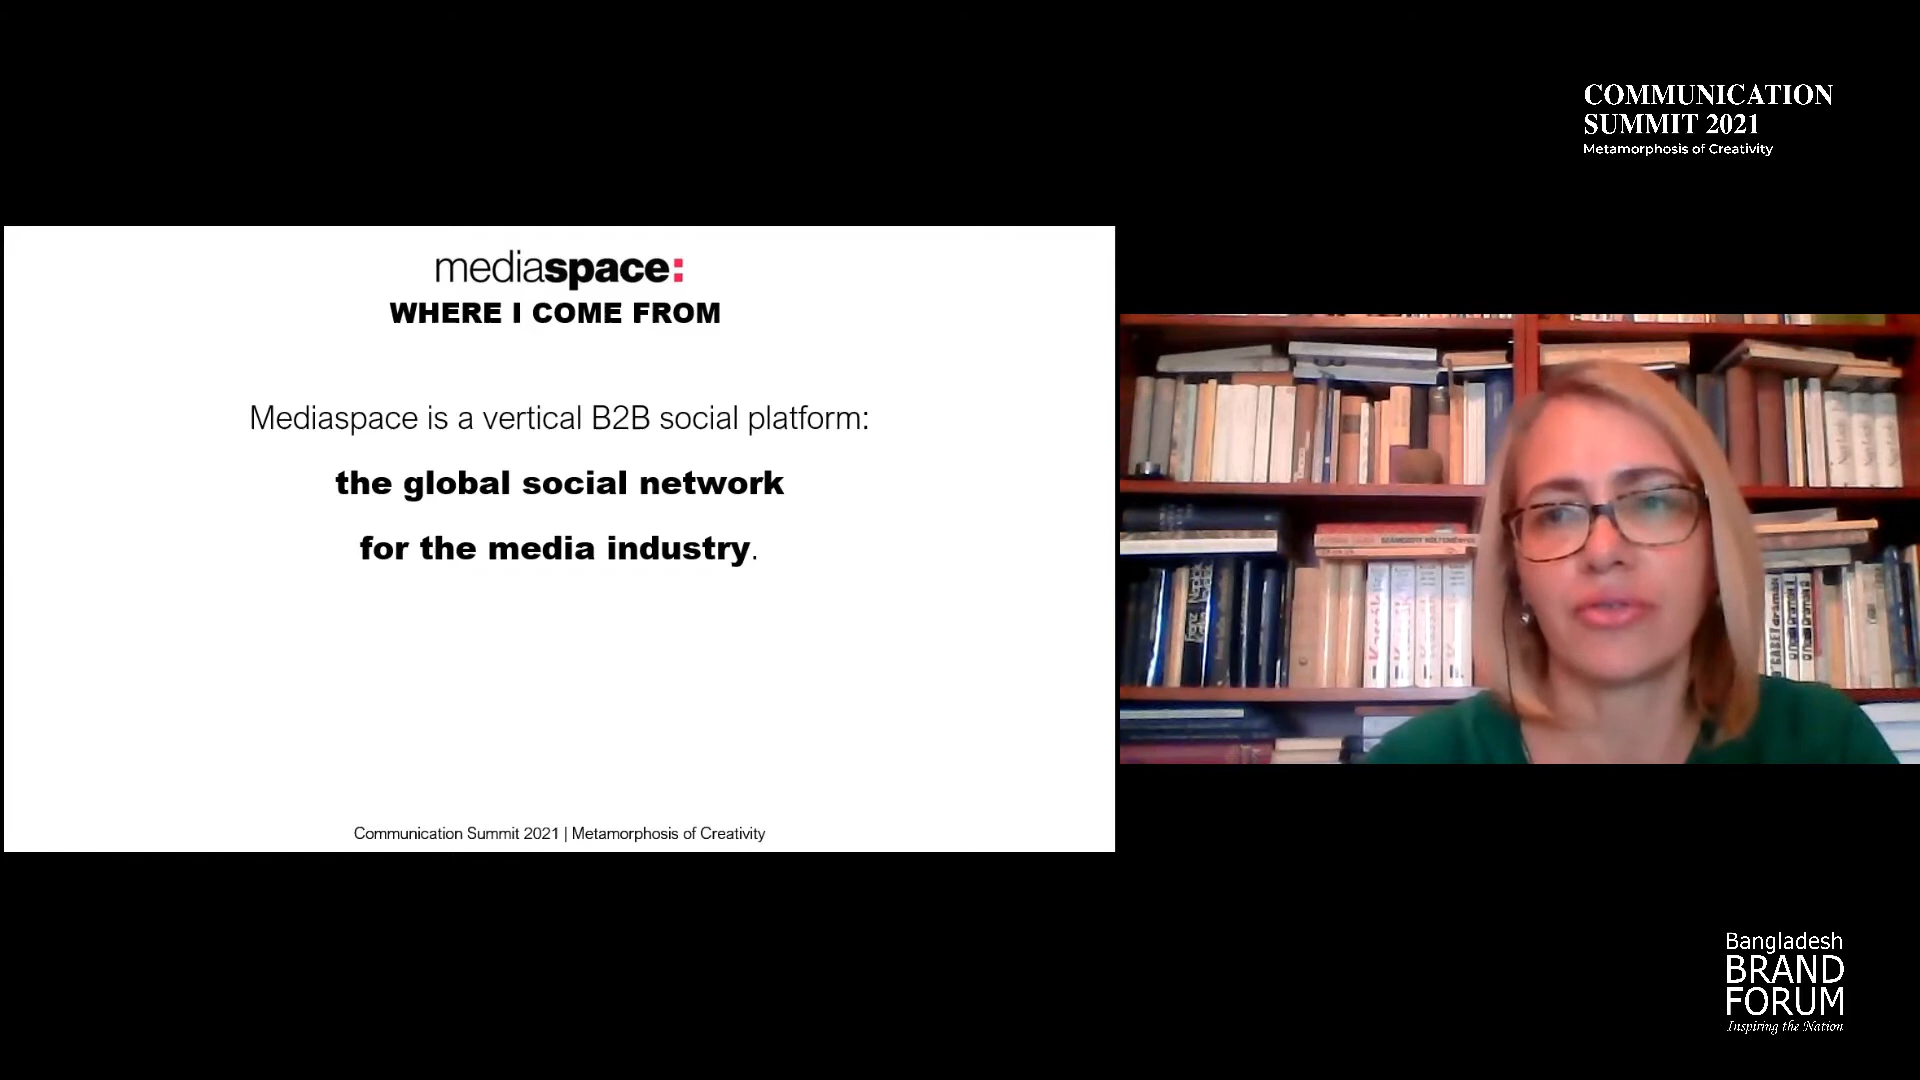 COMMUNICATION
SUMMIT 2021
Metamorphosis of Creativity
mediaspace:
WHERE I COME FROM
Mediaspace is a vertical B2B social platform:
the global social network
for the media industry.
Communication Summit 2021 | Metamorphosis of Creativity
Bangladesh
BRAND
FORUM
Inspiring the Nation